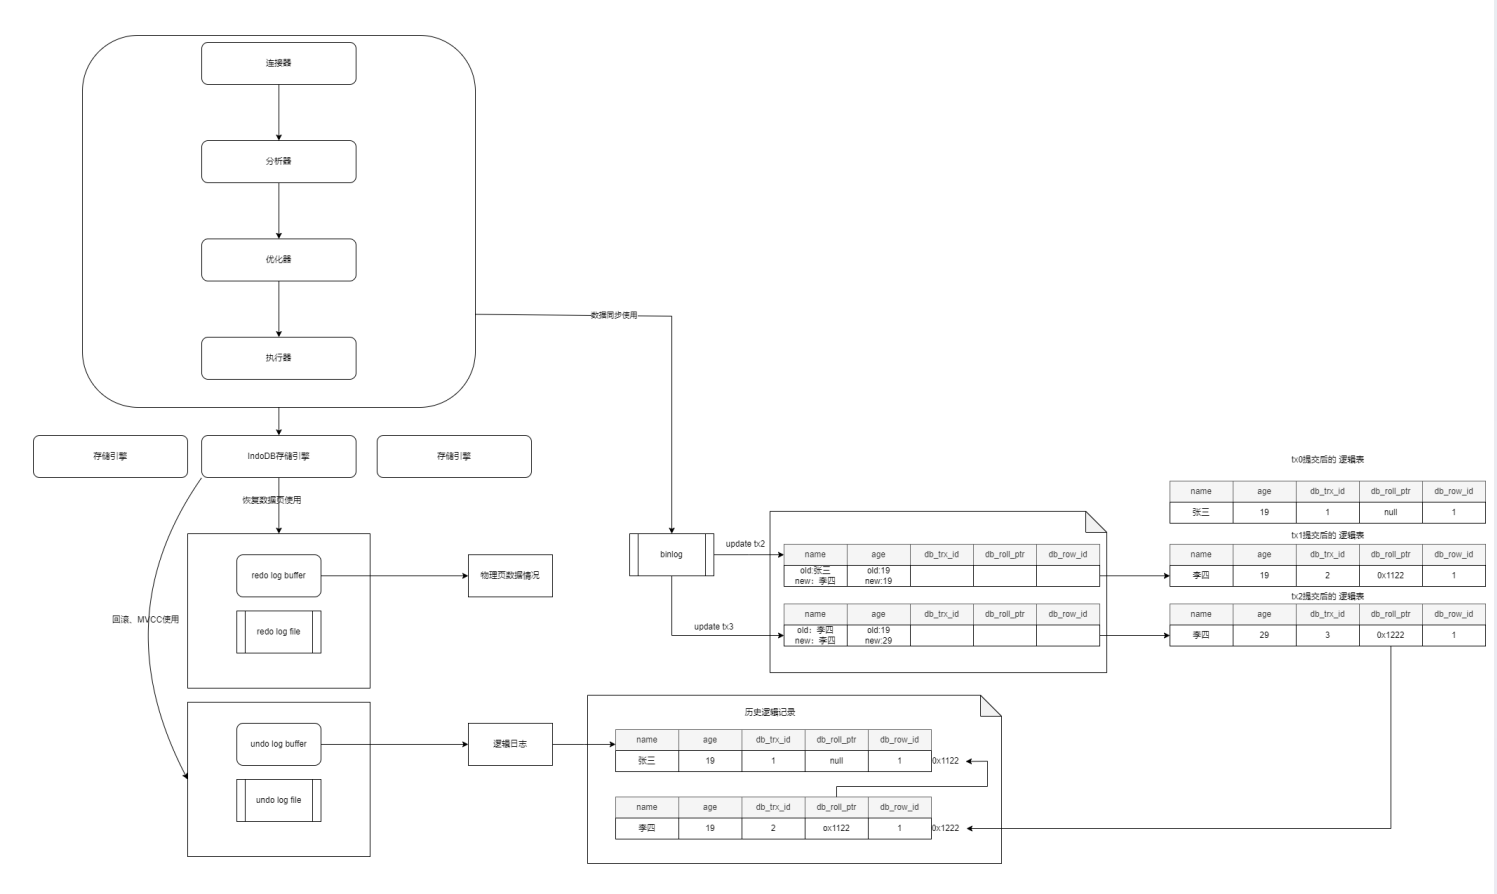 连接器
分析器
优化器
执行器
数据同步使用
存储引擎
IndoDB存储引擎
存储引擎
恢复数据页使用
回滚、MVCC使用
redo log buffer
redo log file
物理页数据情况
undo log buffer
undo log file
逻辑日志
binlog
update tx2
update tx3
name age db_trx_id db_roll_ptr db_row_id
old:张三 old:19
new：李四 new:19
name age db_trx_id db_roll_ptr db_row_id
old：李四 old:19
new：李四 new:29
tx0提交后的 逻辑表
name age db_trx_id db_roll_ptr db_row_id
张三 19 1 null 1
tx1提交后的 逻辑表
name age db_trx_id db_roll_ptr db_row_id
李四 19 2 0x1122 1
tx2提交后的 逻辑表
name age db_trx_id db_roll_ptr db_row_id
李四 29 3 0x1222 1
历史逻辑记录
name age db_trx_id db_roll_ptr db_row_id
张三 19 1 null 1 0x1122
name age db_trx_id db_roll_ptr db_row_id
李四 19 2 ox1122 1 0x1222